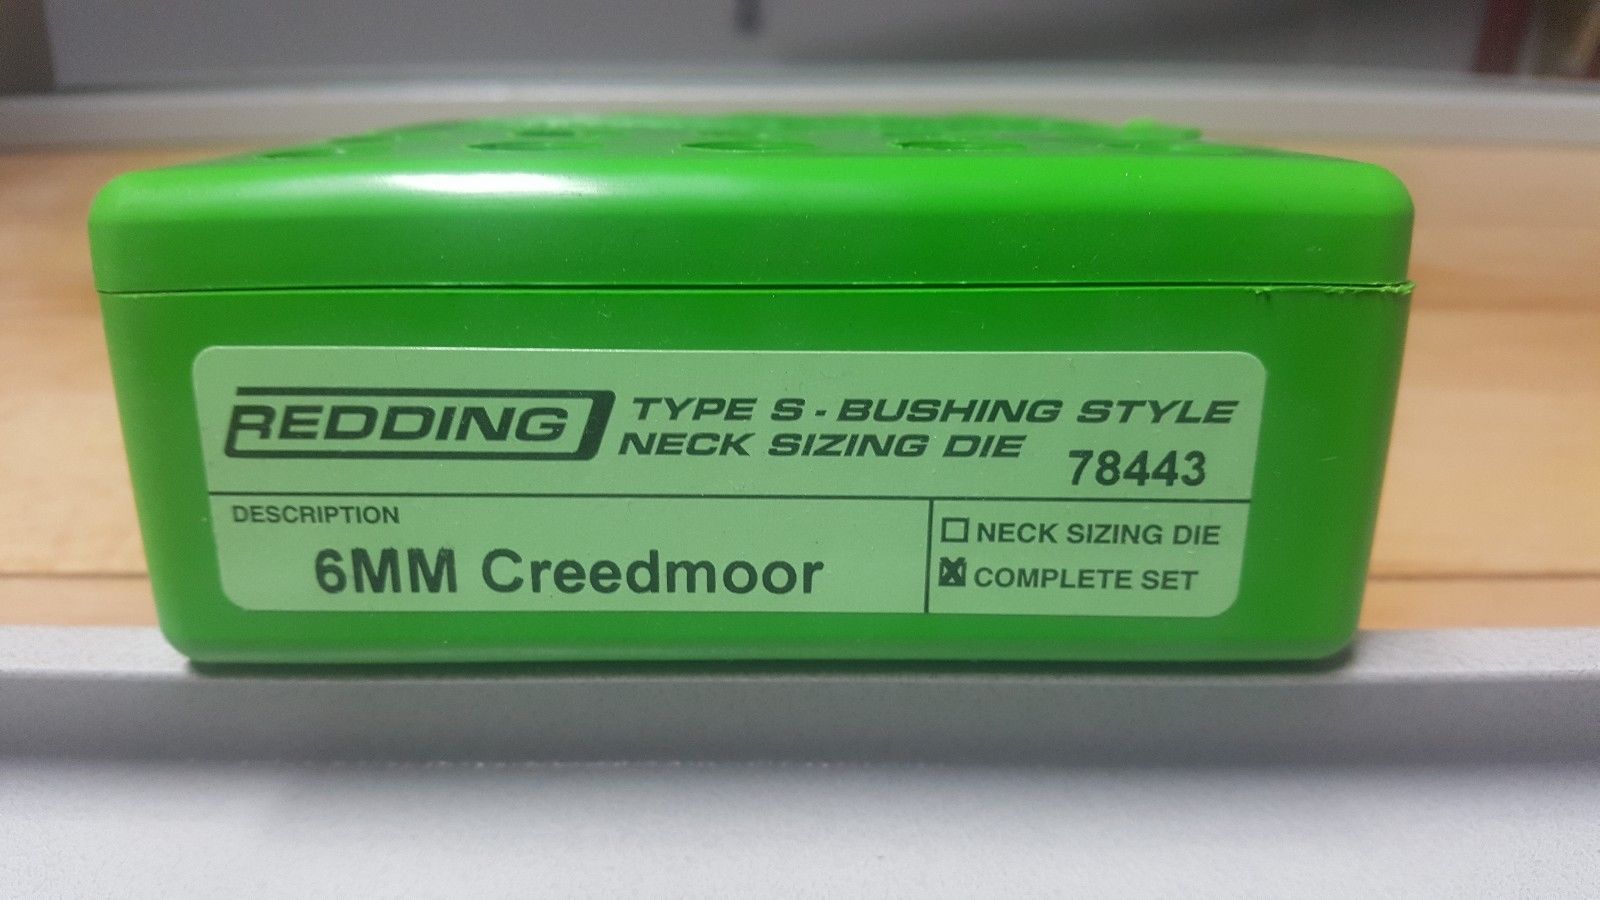 REDDING
TYPE S - BUSHING STYLE
NECK SIZING DIE
78443
DESCRIPTION
6MM Creedmoor
NECK SIZING DIE
COMPLETE SET